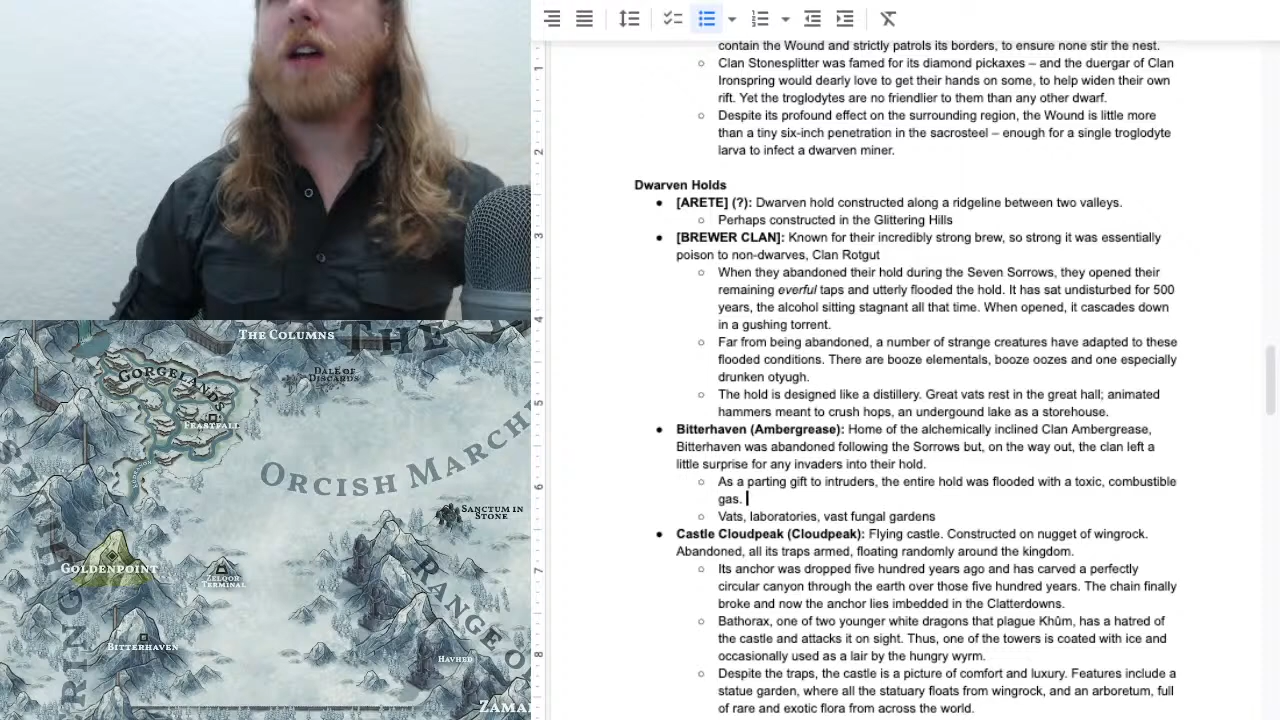 contain the Wound and strictly patrols its borders, to ensure none stir the nest.
○ Clan Stonesplitter was famed for its diamond pickaxes – and the duergar of Clan
Ironspring would dearly love to get their hands on some, to help widen their own
rift. Yet the troglodytes are no friendlier to them than any other dwarf.
○ Despite its profound effect on the surrounding region, the Wound is little more
than a tiny six-inch penetration in the sacrosteel – enough for a single troglodyte
larva to infect a dwarven miner.
Dwarven Holds
● [ARETE] (?): Dwarven hold constructed along a ridgeline between two valleys.
○ Perhaps constructed in the Glittering Hills
● [BREWER CLAN]: Known for their incredibly strong brew, so strong it was essentially
poison to non-dwarves, Clan Rotgut
○ When they abandoned their hold during the Seven Sorrows, they opened their
remaining everful taps and utterly flooded the hold. It has sat undisturbed for 500
years, the alcohol sitting stagnant all that time. When opened, it cascades down
in a gushing torrent.
○ Far from being abandoned, a number of strange creatures have adapted to these
flooded conditions. There are booze elementals, booze oozes and one especially
drunken otyugh.
○ The hold is designed like a distillery. Great vats rest in the great hall; animated
hammers meant to crush hops, an undergound lake as a storehouse.
● Bitterhaven (Ambergrease): Home of the alchemically inclined Clan Ambergrease,
Bitterhaven was abandoned following the Sorrows but, on the way out, the clan left a
little surprise for any invaders into their hold.
○ As a parting gift to intruders, the entire hold was flooded with a toxic, combustible
gas.
○ Vats, laboratories, vast fungal gardens
● Castle Cloudpeak (Cloudpeak): Flying castle. Constructed on nugget of wingrock.
Abandoned, all its traps armed, floating randomly around the kingdom.
○ Its anchor was dropped five hundred years ago and has carved a perfectly
circular canyon through the earth over those five hundred years. The chain finally
broke and now the anchor lies imbedded in the Clatterdowns.
○ Bathorax, one of two younger white dragons that plague Khûm, has a hatred of
the castle and attacks it on sight. Thus, one of the towers is coated with ice and
occasionally used as a lair by the hungry wyrm.
○ Despite the traps, the castle is a picture of comfort and luxury. Features include a
statue garden, where all the statuary floats from wingrock, and an arboretum, full
of rare and exotic flora from across the world.
1
2
3
4
5
6
7
8
THE COLUMNS
THE
GORGELANDS
DALE OF
DISCARDS
FEASTFALL
ORCISH MARCH
SANCTUM IN
STONE
GOLDENPOINT
ZELQOR
TERMINAL
RANGE O
BITTERHAVEN
HAVHED
ZAMA